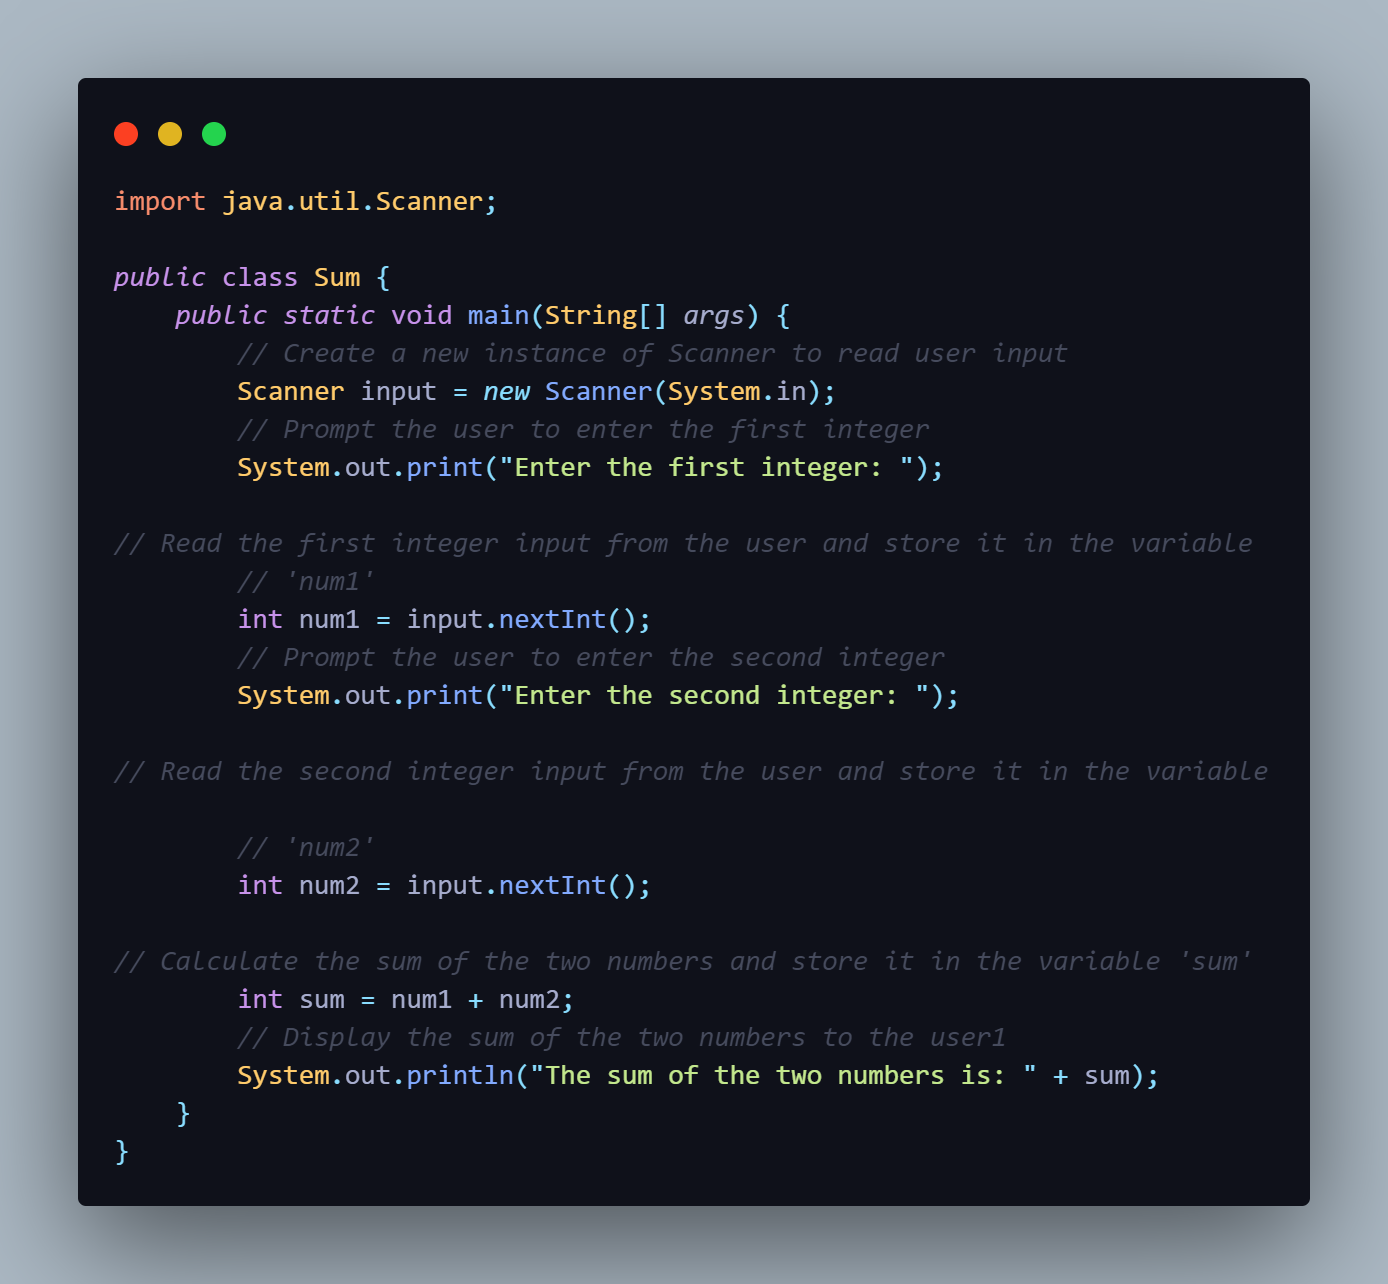 import java.util.Scanner;

public class Sum {
    public static void main(String[] args) {
        // Create a new instance of Scanner to read user input
        Scanner input = new Scanner(System.in);
        // Prompt the user to enter the first integer
        System.out.print("Enter the first integer: ");

// Read the first integer input from the user and store it in the variable
        // 'num1'
        int num1 = input.nextInt();
        // Prompt the user to enter the second integer
        System.out.print("Enter the second integer: ");

// Read the second integer input from the user and store it in the variable

        // 'num2'
        int num2 = input.nextInt();

// Calculate the sum of the two numbers and store it in the variable 'sum'
        int sum = num1 + num2;
        // Display the sum of the two numbers to the user1
        System.out.println("The sum of the two numbers is: " + sum);
    }
}